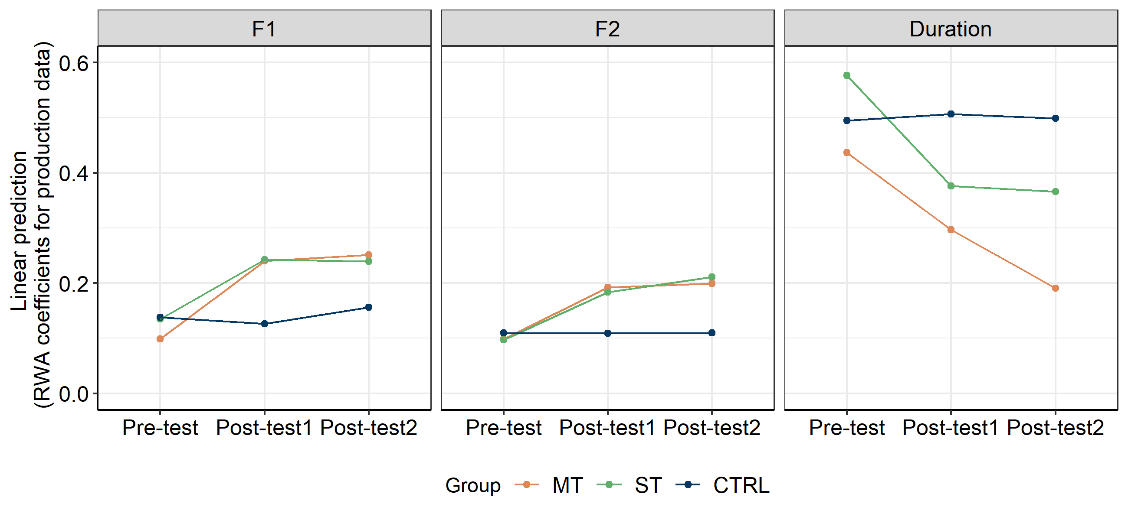 F1 F2 Duration
Linear prediction
(RWA coefficients for production data)
0.6
0.4
0.2
0.0
Pre-test Post-test1 Post-test2 Pre-test Post-test1 Post-test2 Pre-test Post-test1 Post-test2
Group MT ST CTRL